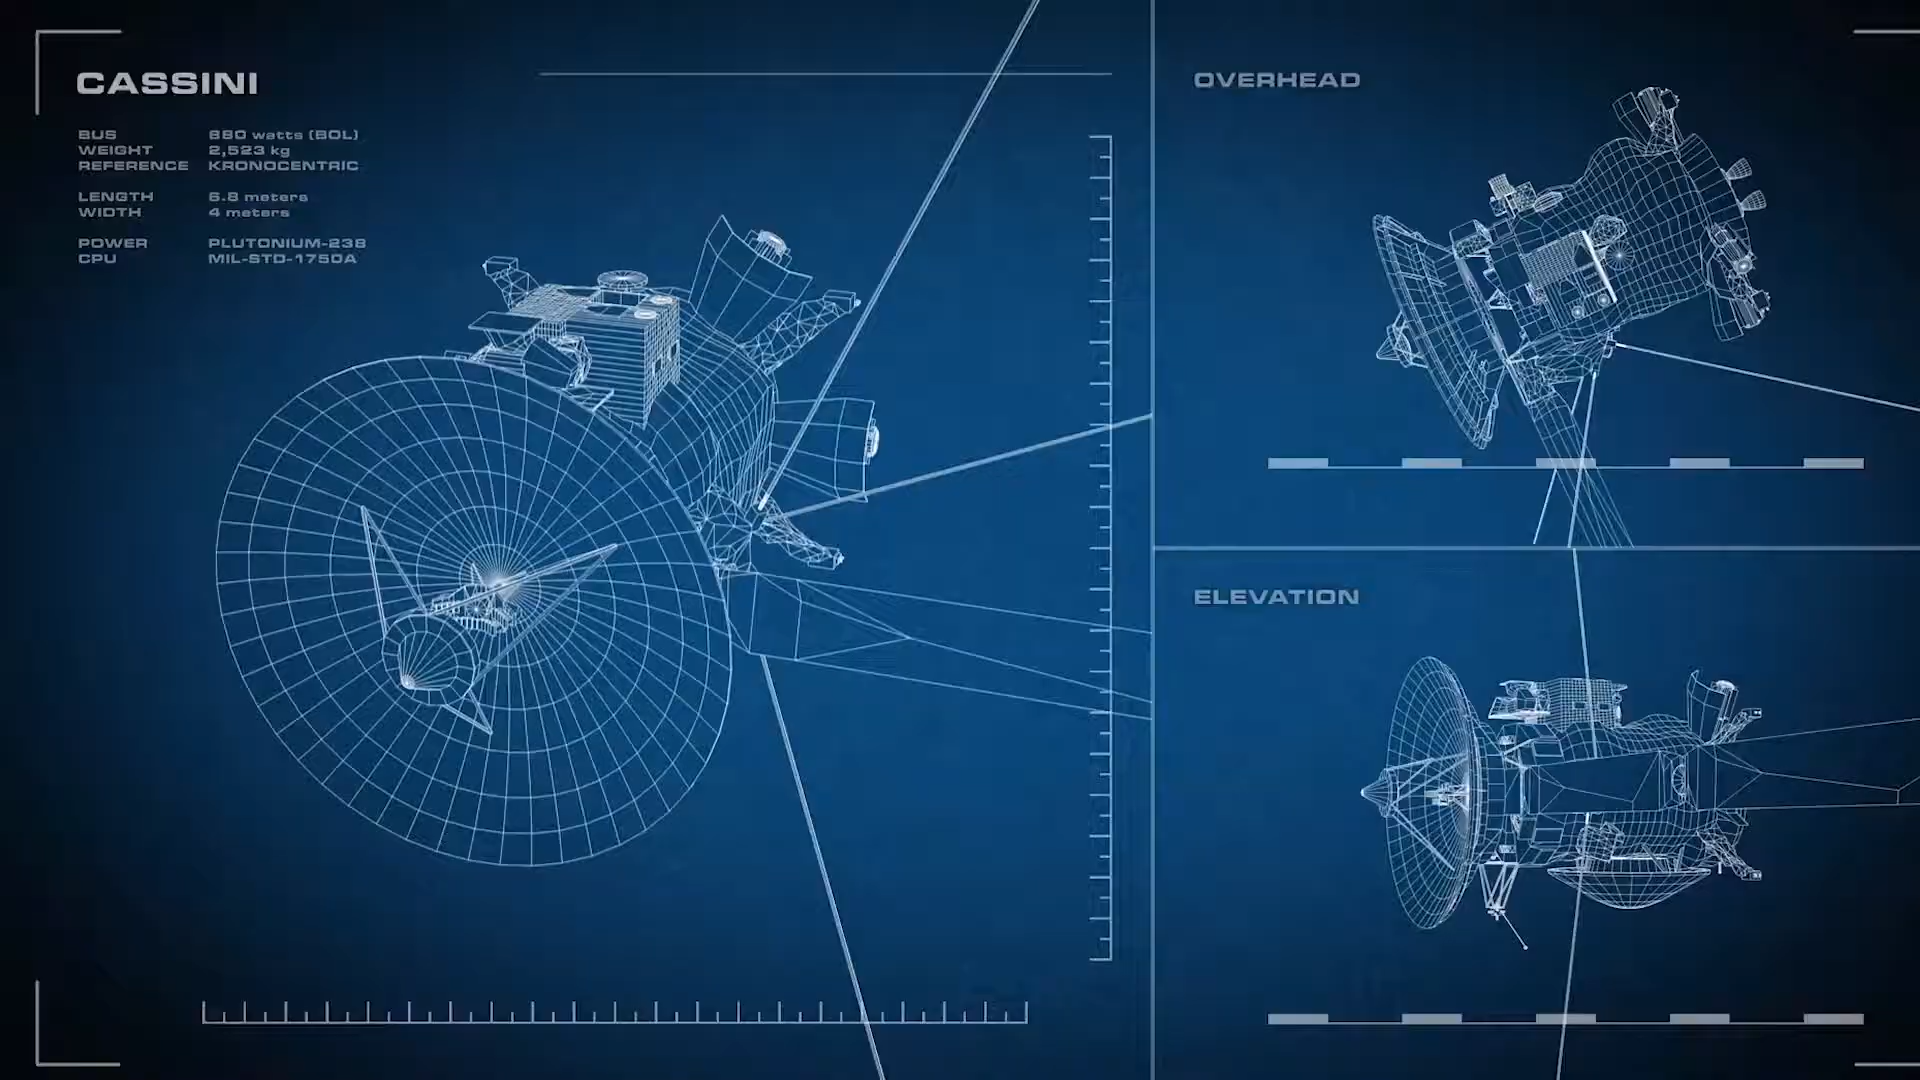 CASSINI
BUS 880 watts (BOL)
WEIGHT 2,523 kg
REFERENCE KRONOCENTRIC
LENGTH 6.8 meters
WIDTH 4 meters
POWER PLUTONIUM-238
CPU MIL-STD-1750A
OVERHEAD
ELEVATION